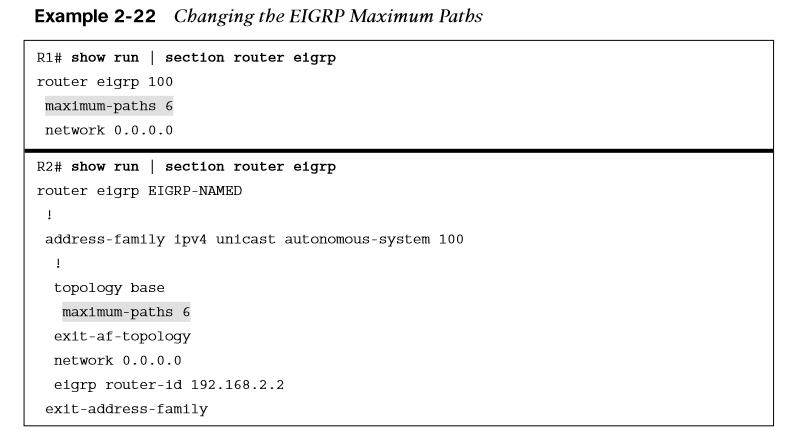 Example 2-22 Changing the EIGRP Maximum Paths
R1# show run | section router eigrp
router eigrp 100
maximum-paths 6
network 0.0.0.0
R2# show run | section router eigrp
router eigrp EIGRP-NAMED
!
address-family ipv4 unicast autonomous-system 100
!
topology base
maximum-paths 6
exit-af-topology
network 0.0.0.0
eigrp router-id 192.168.2.2
exit-address-family